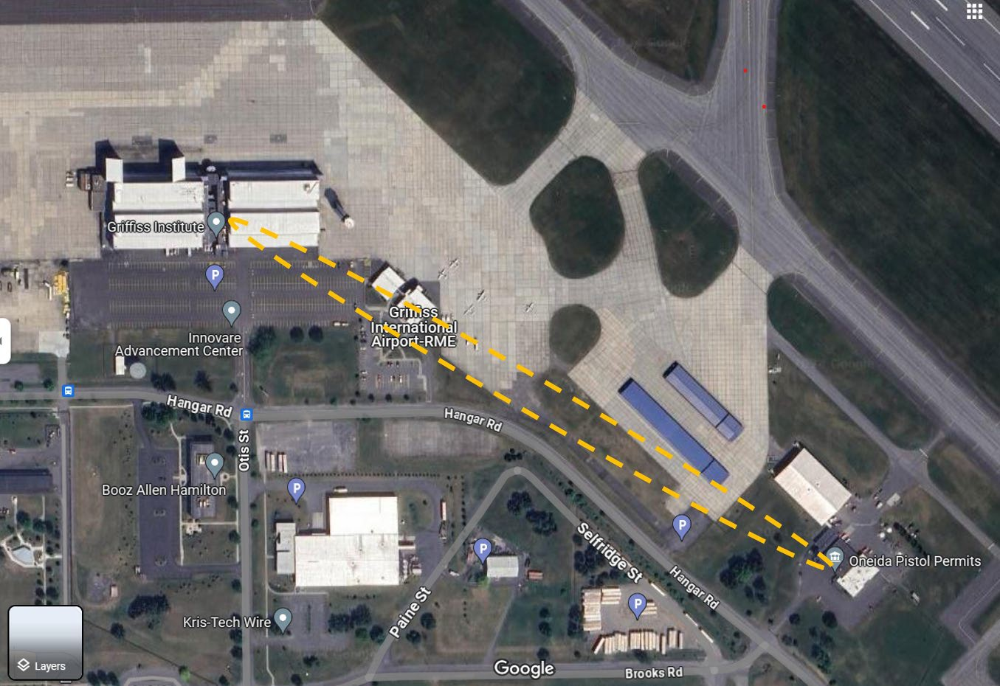 Griffiss Institute
P
Griffiss
International
Airport-RME
Innovare
Advancement Center
Hangar Rd
Hangar Rd
Otis St
Booz Allen Hamilton
P
P
P
Oneida Pistol Permits
Selfridge St
Hangar Rd
P
Paine St
Kris-Tech Wire
Layers
Google
Brooks Rd